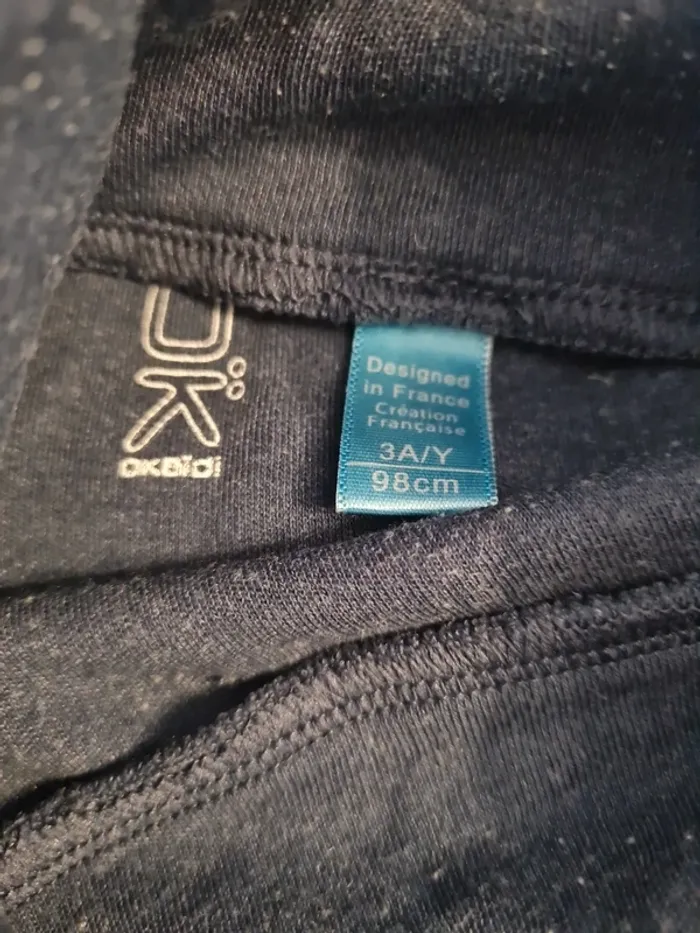 OKAïDi
Designed
in France
Création
Française
3A/Y
98cm